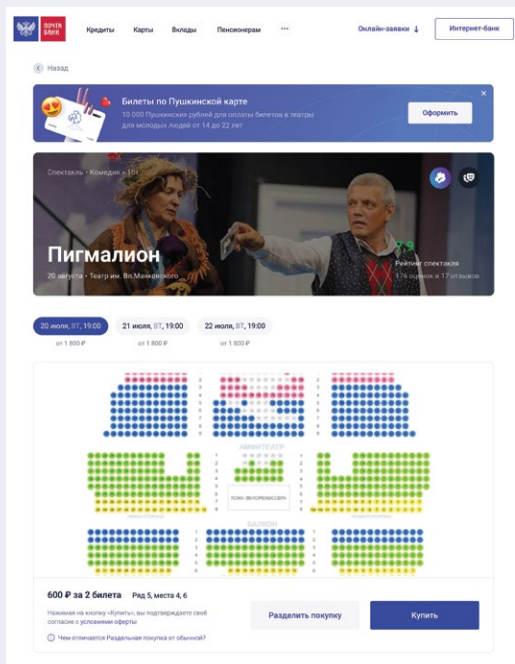 ПОЧТА
БАНК
Кредиты
Карты
Вклады
Пенсионерам
Онлайн-заявки
Интернет-банк
Назад
Билеты по Пушкинской карте
10 000 Пушкинских рублей для оплаты билетов в театры
для молодых людей от 14 до 22 лет
Оформить
Спектакль • Комедия • 16+
Пигмалион
20 августа • Театр им. Вл.Маяковского
7.9
Рейтинг спектакля
176 оценок и 17 отзывов
20 июля, ВТ, 19:00
21 июля, ВТ, 19:00
22 июля, ВТ, 19:00
от 1 800 ₽
от 1 800 ₽
от 1 800 ₽
АМФИТЕАТР
БАЛКОН
600 ₽ за 2 билета
Ряд 5, места 4, 6
Нажимая на кнопку «Купить», вы подтверждаете своё
согласие с условиями оферты
Чем отличается Раздельная покупка от обычной?
Разделить покупку
Купить